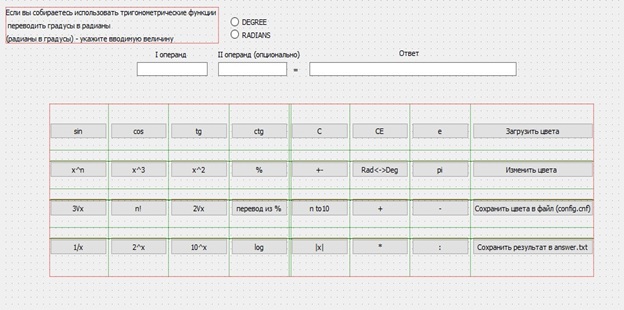 Если вы собираетесь использовать тригонометрические функции
переводить градусы в радианы
(радианы в градусы) - укажите вводимую величину
DEGREE
RADIANS
I операнд II операнд (опционально) Ответ
=
sin cos tg ctg C CE e Загрузить цвета
x^n x^3 x^2 % +- Rad<->Deg pi Изменить цвета
3Vx n! 2Vx перевод из % n to10 + - Сохранить цвета в файл (config.cnf)
1/x 2^x 10^x log |x| * : Сохранить результат в answer.txt